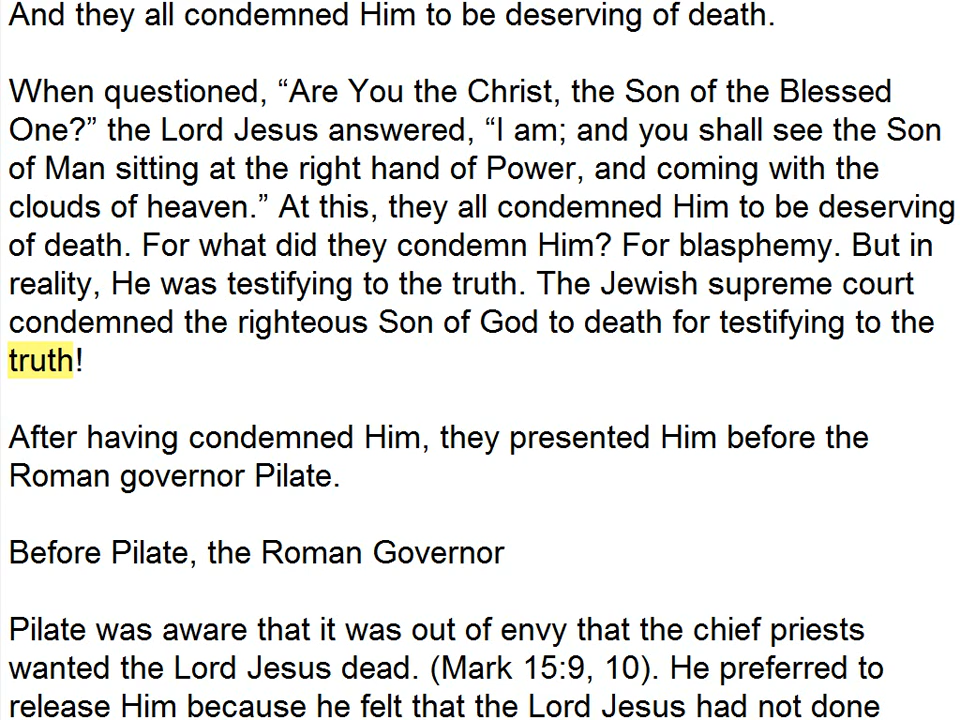 And they all condemned Him to be deserving of death.
When questioned, “Are You the Christ, the Son of the Blessed
One?” the Lord Jesus answered, “I am; and you shall see the Son
of Man sitting at the right hand of Power, and coming with the
clouds of heaven.” At this, they all condemned Him to be deserving
of death. For what did they condemn Him? For blasphemy. But in
reality, He was testifying to the truth. The Jewish supreme court
condemned the righteous Son of God to death for testifying to the
truth!
After having condemned Him, they presented Him before the
Roman governor Pilate.
Before Pilate, the Roman Governor
Pilate was aware that it was out of envy that the chief priests
wanted the Lord Jesus dead. (Mark 15:9, 10). He preferred to
release Him because he felt that the Lord Jesus had not done